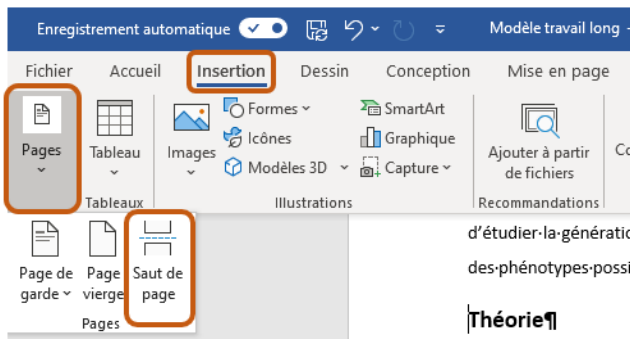 Enregistrement automatique
Modèle travail long -
Fichier Accueil Insertion Dessin Conception Mise en page
Formes SmartArt
Icônes Graphique
Modèles 3D Capture
Pages Tableau Images Ajouter à partir
de fichiers
Tableaux Illustrations Recommandations
Page de Page Saut de
garde vierge page
Pages
d'étudier·la·génératio
des·phénotypes·possi
Théorie¶